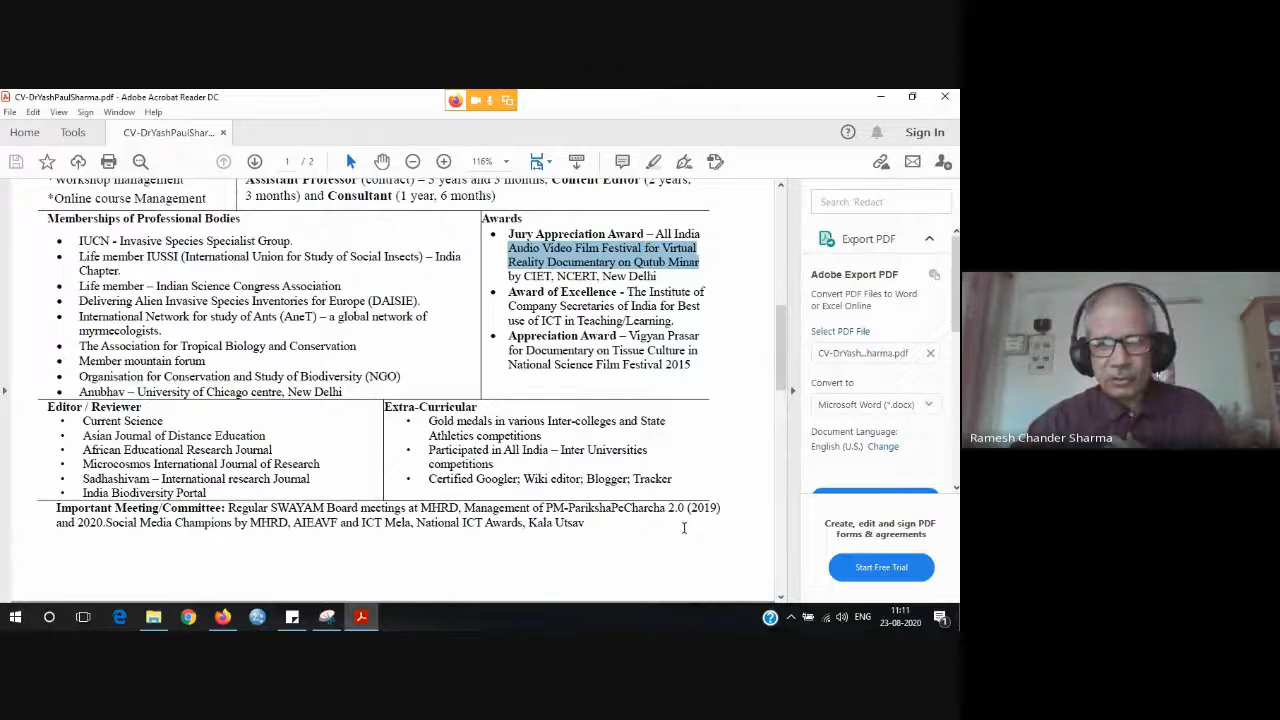 CV-DrYashPaulSharma.pdf - Adobe Acrobat Reader DC
File Edit View Sign Window Help
Home Tools CV-DrYashPaulShar... × Sign In
1 / 2 116%
*Workshop management
*Online course Management
Assistant Professor (contract) – 3 years and 3 months, Content Editor (2 years,
3 months) and Consultant (1 year, 6 months)
Memberships of Professional Bodies
• IUCN - Invasive Species Specialist Group.
• Life member IUSSI (International Union for Study of Social Insects) – India
Chapter.
• Life member – Indian Science Congress Association
• Delivering Alien Invasive Species Inventories for Europe (DAISIE).
• International Network for study of Ants (AneT) – a global network of
myrmecologists.
• The Association for Tropical Biology and Conservation
• Member mountain forum
• Organisation for Conservation and Study of Biodiversity (NGO)
• Anubhav – University of Chicago centre, New Delhi
Awards
• Jury Appreciation Award – All India
Audio Video Film Festival for Virtual
Reality Documentary on Qutub Minar
by CIET, NCERT, New Delhi
• Award of Excellence - The Institute of
Company Secretaries of India for Best
use of ICT in Teaching/Learning.
• Appreciation Award – Vigyan Prasar
for Documentary on Tissue Culture in
National Science Film Festival 2015
Editor / Reviewer
• Current Science
• Asian Journal of Distance Education
• African Educational Research Journal
• Microcosmos International Journal of Research
• Sadhashivam – International research Journal
• India Biodiversity Portal
Extra-Curricular
• Gold medals in various Inter-colleges and State
Athletics competitions
• Participated in All India – Inter Universities
competitions
• Certified Googler; Wiki editor; Blogger; Tracker
Important Meeting/Committee: Regular SWAYAM Board meetings at MHRD, Management of PM-ParikshaPeCharcha 2.0 (2019)
and 2020.Social Media Champions by MHRD, AIEAVF and ICT Mela, National ICT Awards, Kala Utsav
Search 'Redact'
Export PDF
Adobe Export PDF
Convert PDF Files to Word
or Excel Online
Select PDF File
CV-DrYash...harma.pdf
Convert to
Microsoft Word (*.docx)
Document Language:
English (U.S.) Change
Create, edit and sign PDF
forms & agreements
Start Free Trial
ENG
11:11
23-08-2020
1
Ramesh Chander Sharma